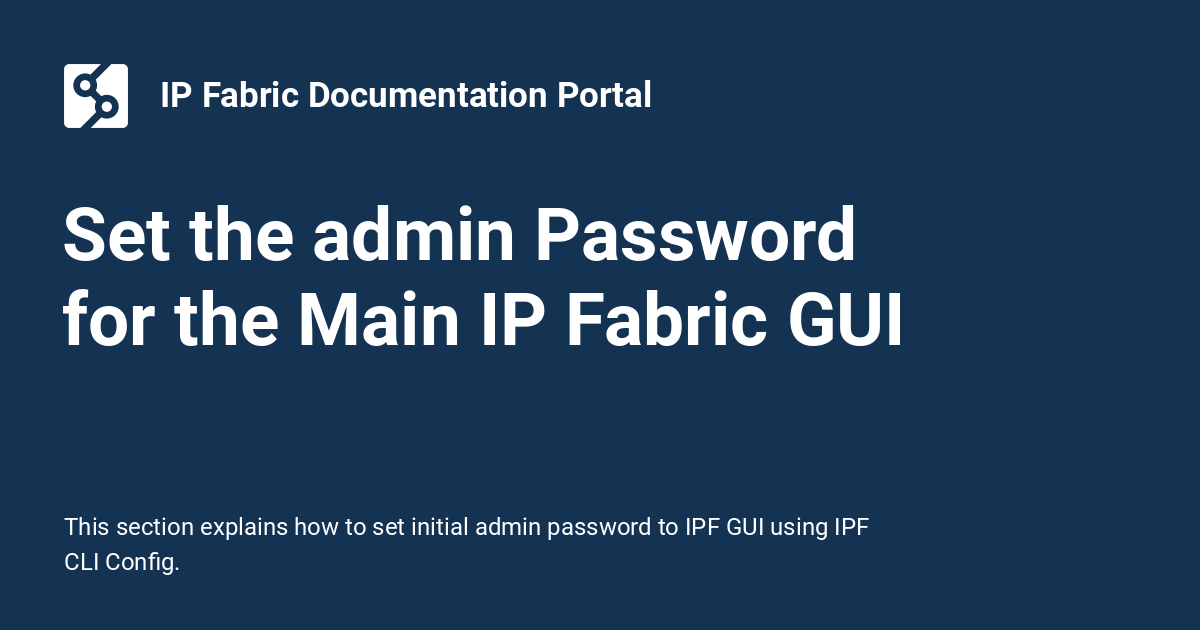 IP Fabric Documentation Portal
Set the admin Password
for the Main IP Fabric GUI
This section explains how to set initial admin password to IPF GUI using IPF
CLI Config.